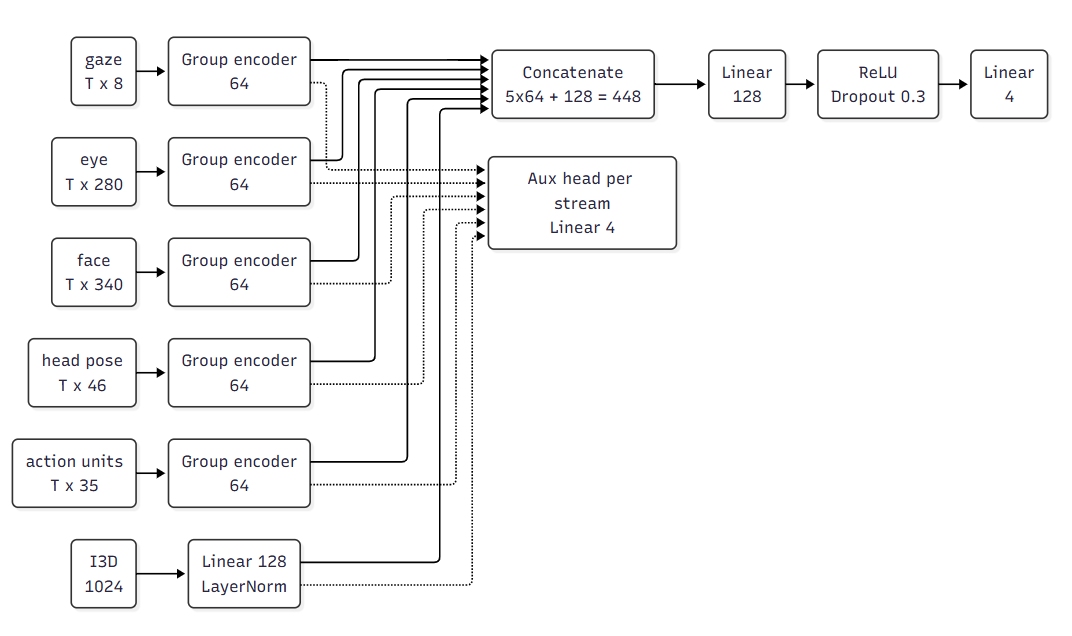 gaze
T x 8
Group encoder
64
Concatenate
5x64 + 128 = 448
Linear
128
ReLU
Dropout 0.3
Linear
4
eye
T x 280
Group encoder
64
Aux head per
stream
Linear 4
face
T x 340
Group encoder
64
head pose
T x 46
Group encoder
64
action units
T x 35
Group encoder
64
I3D
1024
Linear 128
LayerNorm